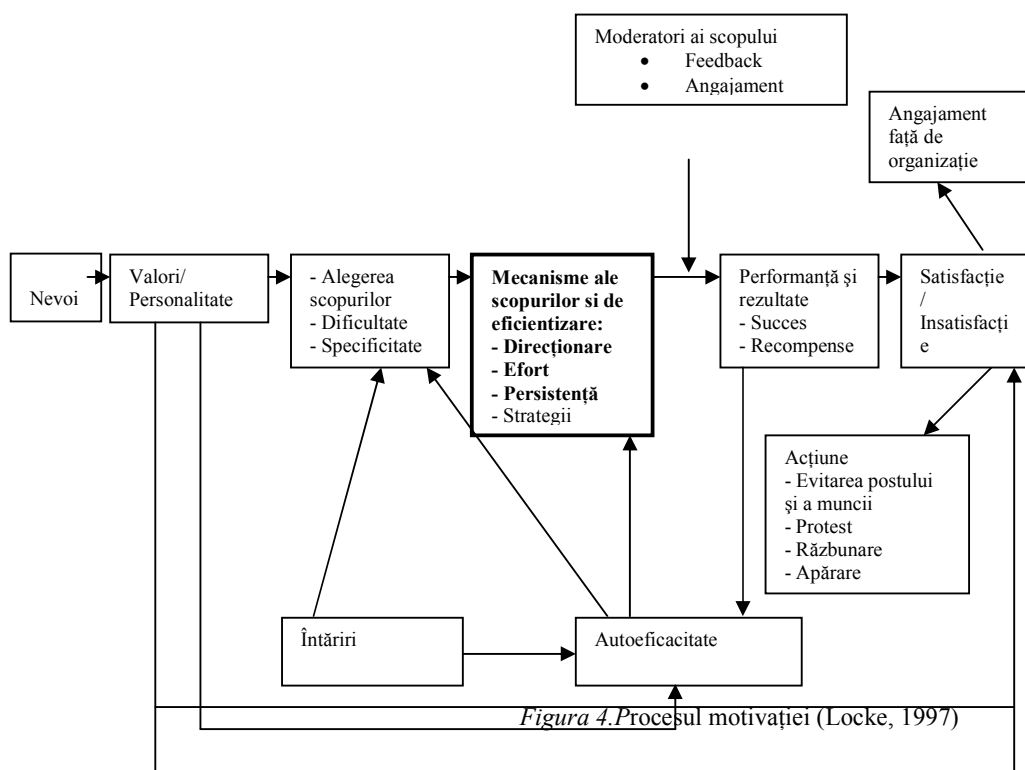 Moderatori ai scopului
• Feedback
• Angajament
Angajament
față de
organizație
Nevoi
Valori/
Personalitate
- Alegerea
scopurilor
- Dificultate
- Specificitate
Mecanisme ale
scopurilor si de
eficientizare:
- Direcționare
- Efort
- Persistență
- Strategii
Performanță şi
rezultate
- Succes
- Recompense
Satisfacție
/
Insatisfacți
e
Acțiune
- Evitarea postului
şi a muncii
- Protest
- Răzbunare
- Apărare
Întăriri
Autoeficacitate
Figura 4.Procesul motivației (Locke, 1997)